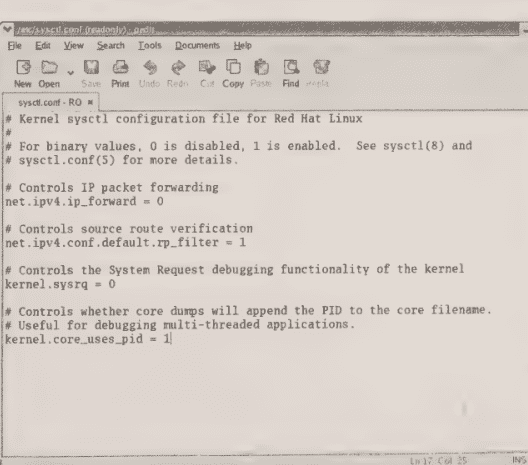 /etc/sysctl.conf (readonly) - gedit
File Edit View Search Tools Documents Help
New Open Save Print Undo Redo Cut Copy Paste Find
sysctl.conf - RO ×
# Kernel sysctl configuration file for Red Hat Linux
#
# For binary values, 0 is disabled, 1 is enabled. See sysctl(8) and
# sysctl.conf(5) for more details.
# Controls IP packet forwarding
net.ipv4.ip_forward = 0
# Controls source route verification
net.ipv4.conf.default.rp_filter = 1
# Controls the System Request debugging functionality of the kernel
kernel.sysrq = 0
# Controls whether core dumps will append the PID to the core filename.
# Useful for debugging multi-threaded applications.
kernel.core_uses_pid = 1
Ln 17, Col 25 INS